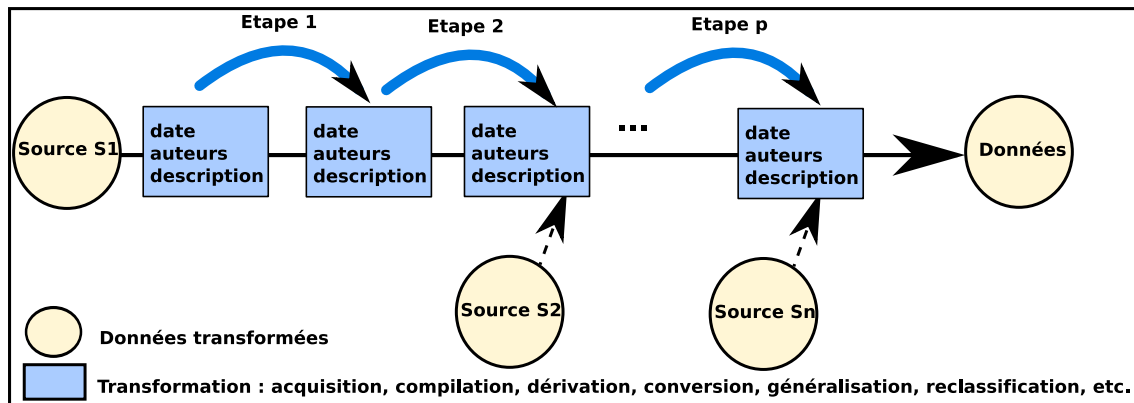 Etape 1
Etape 2
Etape p
Source S1
date
auteurs
description
date
auteurs
description
date
auteurs
description
...
date
auteurs
description
Données
Source S2
Source Sn
Données transformées
Transformation : acquisition, compilation, dérivation, conversion, généralisation, reclassification, etc.